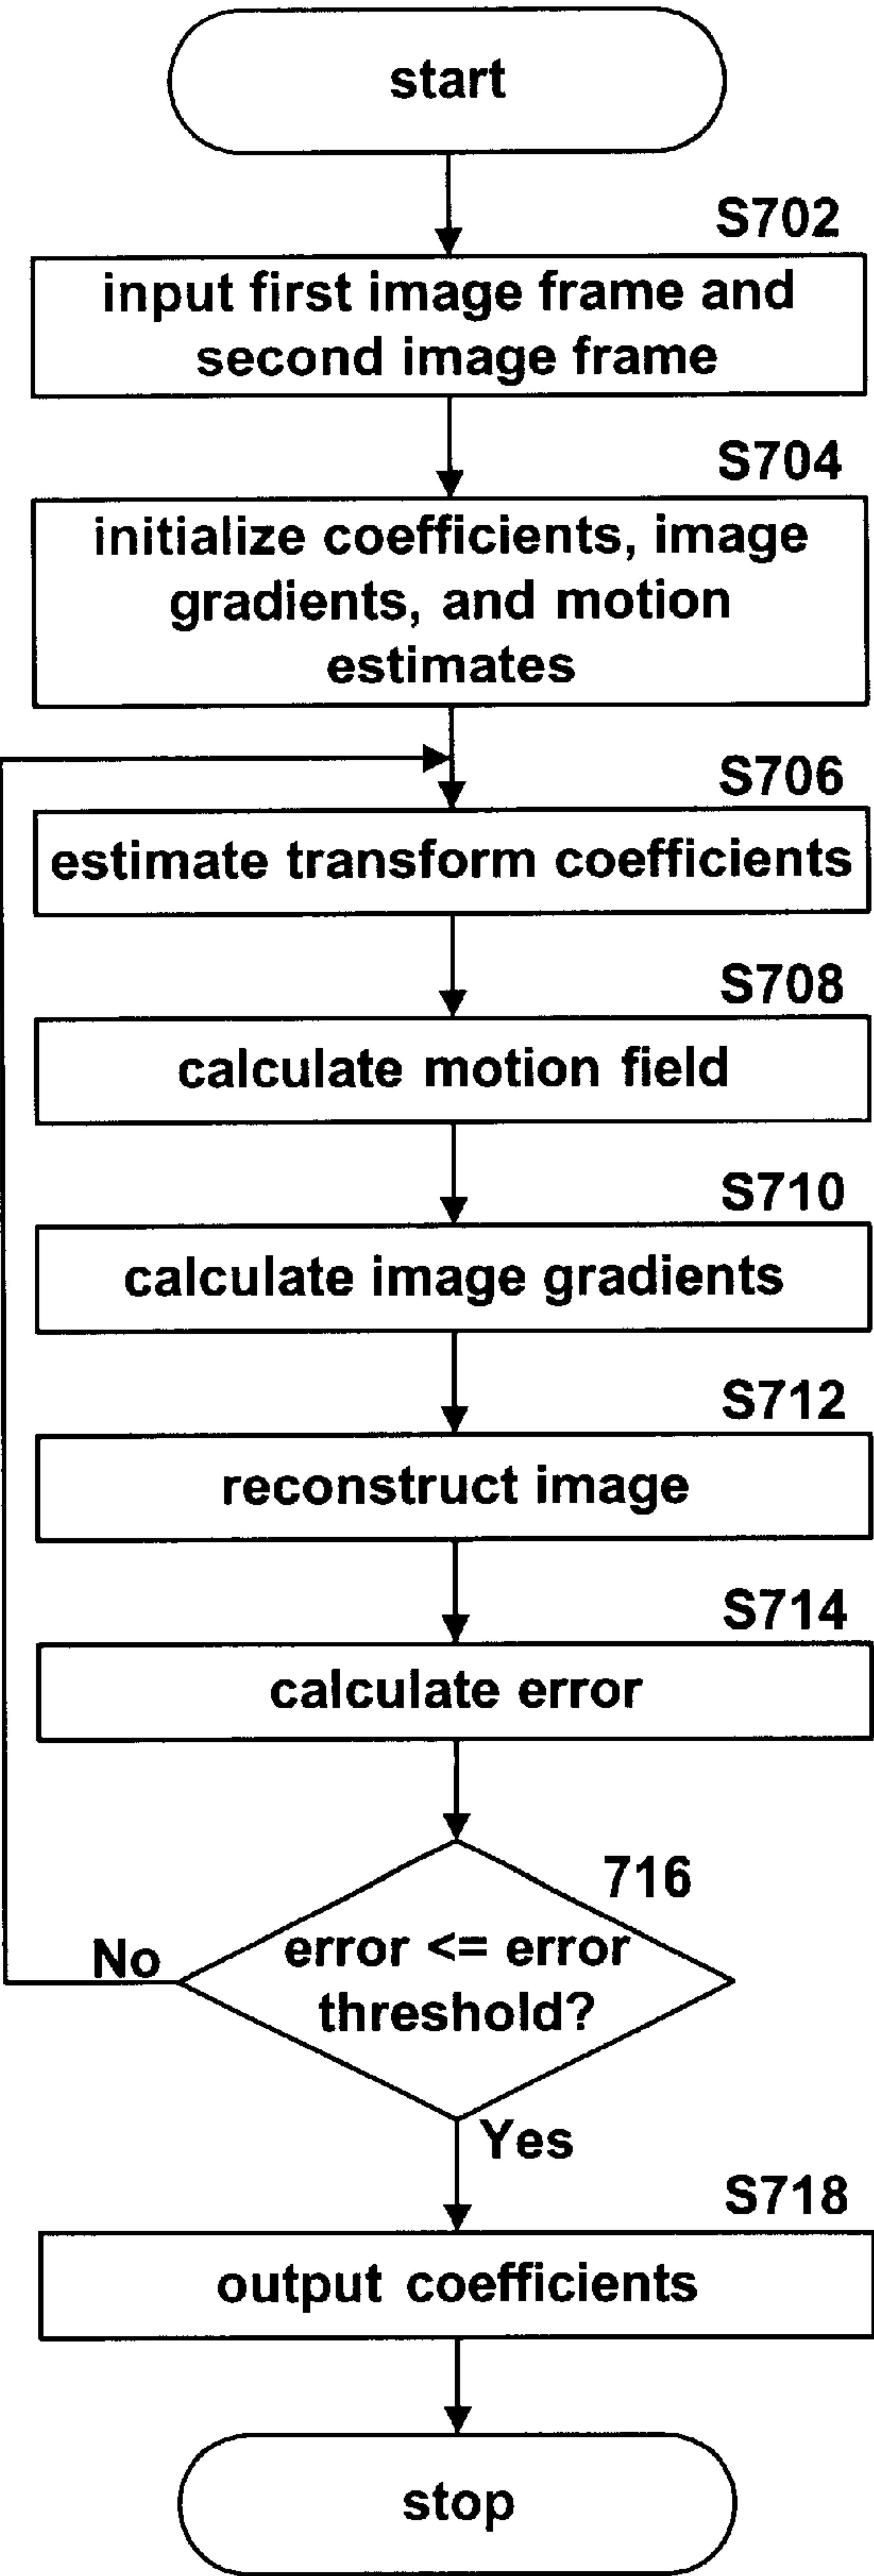 start
S702
input first image frame and
second image frame
S704
initialize coefficients, image
gradients, and motion
estimates
S706
estimate transform coefficients
S708
calculate motion field
S710
calculate image gradients
S712
reconstruct image
S714
calculate error
716
error <= error
threshold?
No
Yes
S718
output coefficients
stop